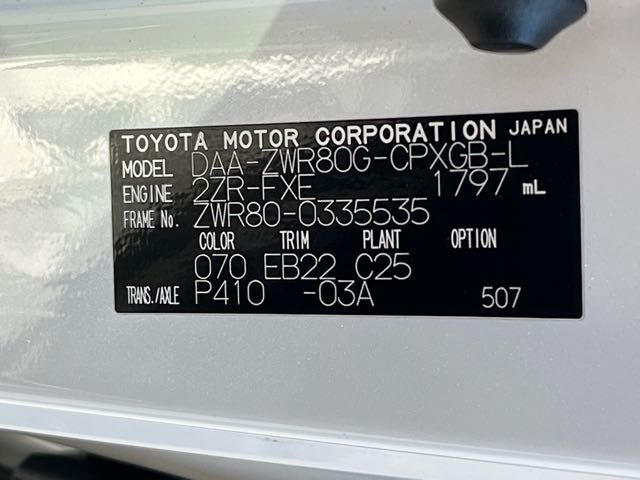 TOYOTA MOTOR CORPORATION JAPAN
MODEL DAA-ZWR80G-CPXGB-L
ENGINE 2ZR-FXE 1797 mL
FRAME No. ZWR80-0335535
COLOR TRIM PLANT OPTION
070 EB22 C25
TRANS./AXLE P410 -03A 507